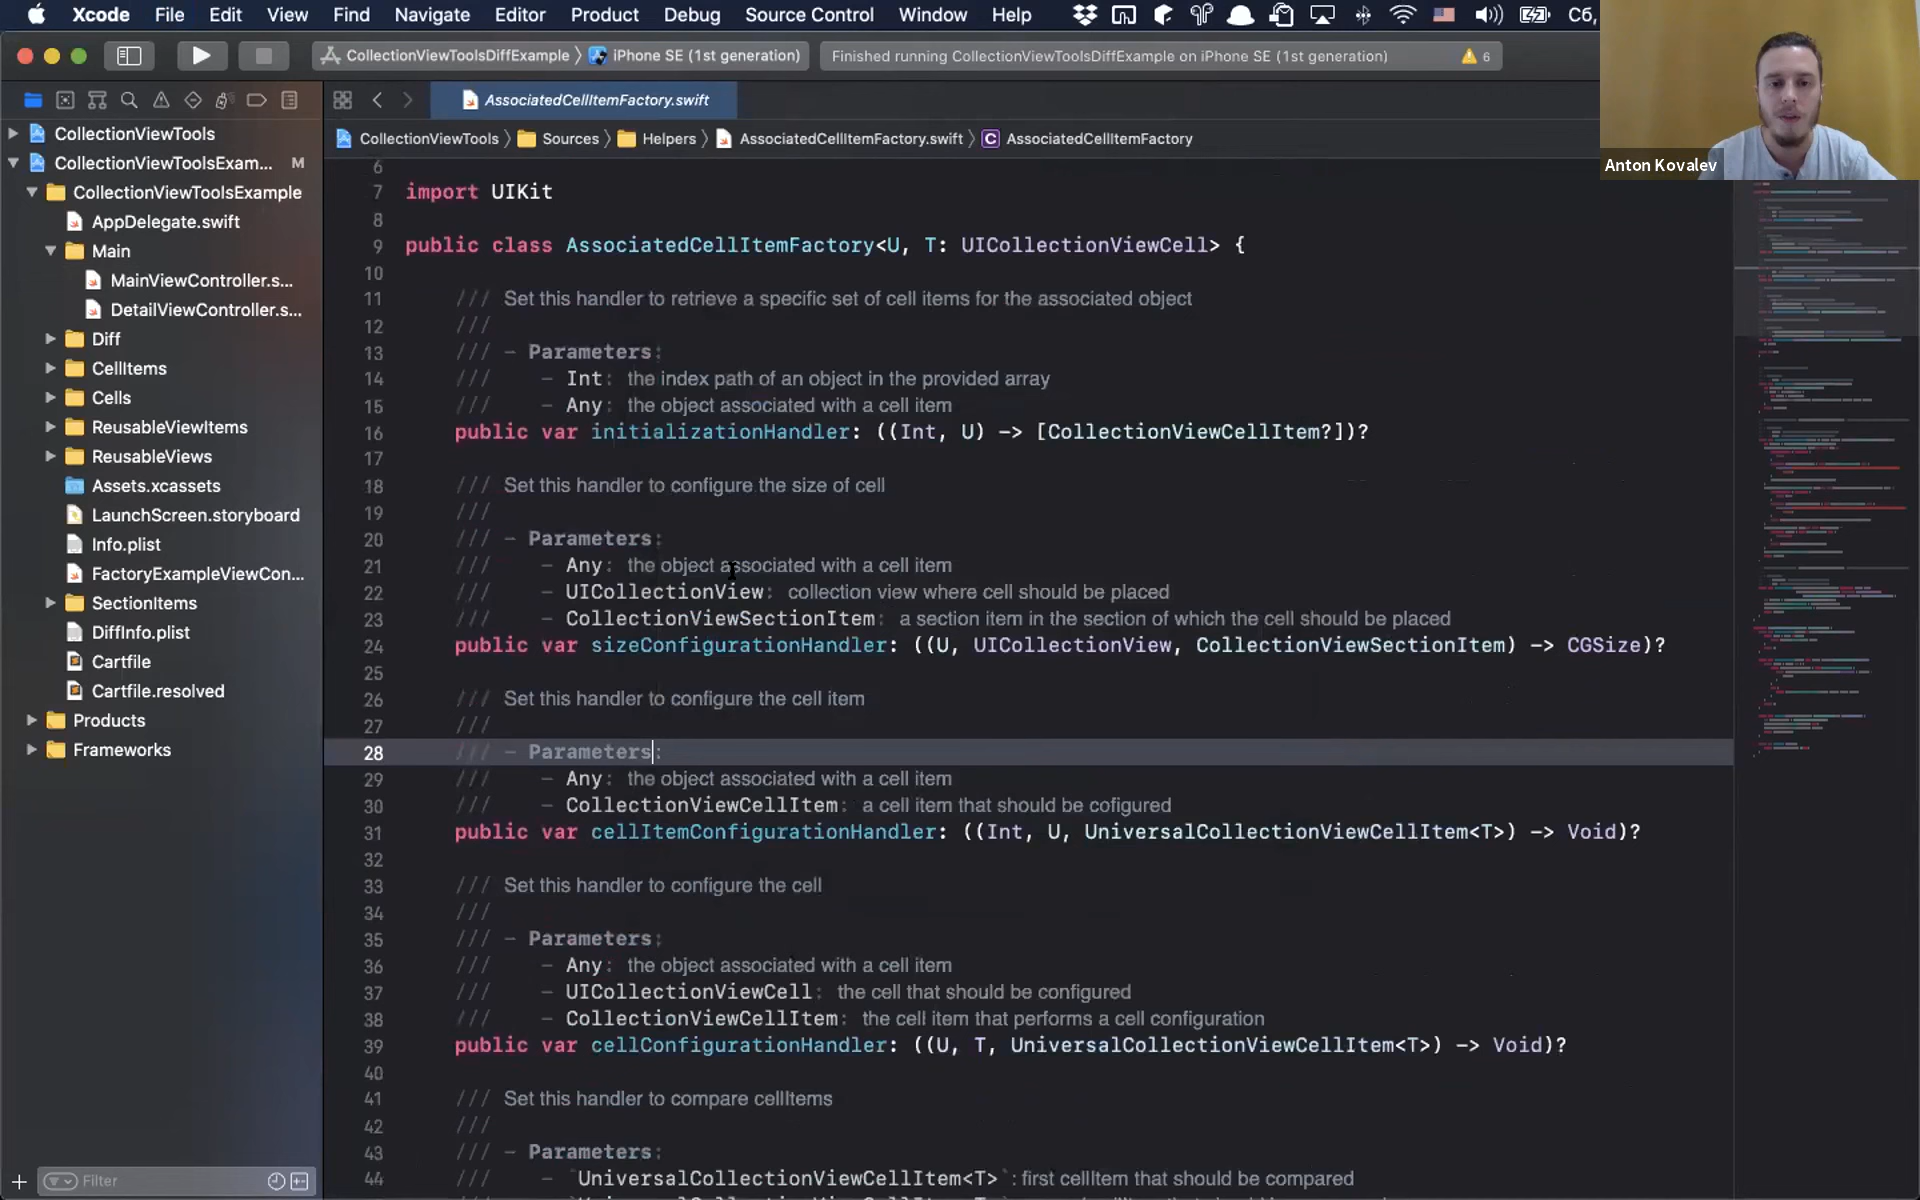 Xcode File Edit View Find Navigate Editor Product Debug Source Control Window Help Сб,
CollectionViewToolsDiffExample iPhone SE (1st generation) Finished running CollectionViewToolsDiffExample on iPhone SE (1st generation) 6
AssociatedCellItemFactory.swift
CollectionViewTools Sources Helpers AssociatedCellItemFactory.swift C AssociatedCellItemFactory
Anton Kovalev
CollectionViewTools
CollectionViewToolsExam... M
CollectionViewToolsExample
AppDelegate.swift
Main
MainViewController.s...
DetailViewController.s...
Diff
CellItems
Cells
ReusableViewItems
ReusableViews
Assets.xcassets
LaunchScreen.storyboard
Info.plist
FactoryExampleViewCon...
SectionItems
DiffInfo.plist
Cartfile
Cartfile.resolved
Products
Frameworks
Filter
6
7 import UIKit
8
9 public class AssociatedCellItemFactory<U, T: UICollectionViewCell> {
10
11 /// Set this handler to retrieve a specific set of cell items for the associated object
12 ///
13 /// - Parameters:
14 /// - Int: the index path of an object in the provided array
15 /// - Any: the object associated with a cell item
16 public var initializationHandler: ((Int, U) -> [CollectionViewCellItem?])?
17
18 /// Set this handler to configure the size of cell
19 ///
20 /// - Parameters:
21 /// - Any: the object associated with a cell item
22 /// - UICollectionView: collection view where cell should be placed
23 /// - CollectionViewSectionItem: a section item in the section of which the cell should be placed
24 public var sizeConfigurationHandler: ((U, UICollectionView, CollectionViewSectionItem) -> CGSize)?
25
26 /// Set this handler to configure the cell item
27 ///
28 /// - Parameters:
29 /// - Any: the object associated with a cell item
30 /// - CollectionViewCellItem: a cell item that should be cofigured
31 public var cellItemConfigurationHandler: ((Int, U, UniversalCollectionViewCellItem<T>) -> Void)?
32
33 /// Set this handler to configure the cell
34 ///
35 /// - Parameters:
36 /// - Any: the object associated with a cell item
37 /// - UICollectionViewCell: the cell that should be configured
38 /// - CollectionViewCellItem: the cell item that performs a cell configuration
39 public var cellConfigurationHandler: ((U, T, UniversalCollectionViewCellItem<T>) -> Void)?
40
41 /// Set this handler to compare cellItems
42 ///
43 /// - Parameters:
44 /// - `UniversalCollectionViewCellItem<T>`: first cellItem that should be compared